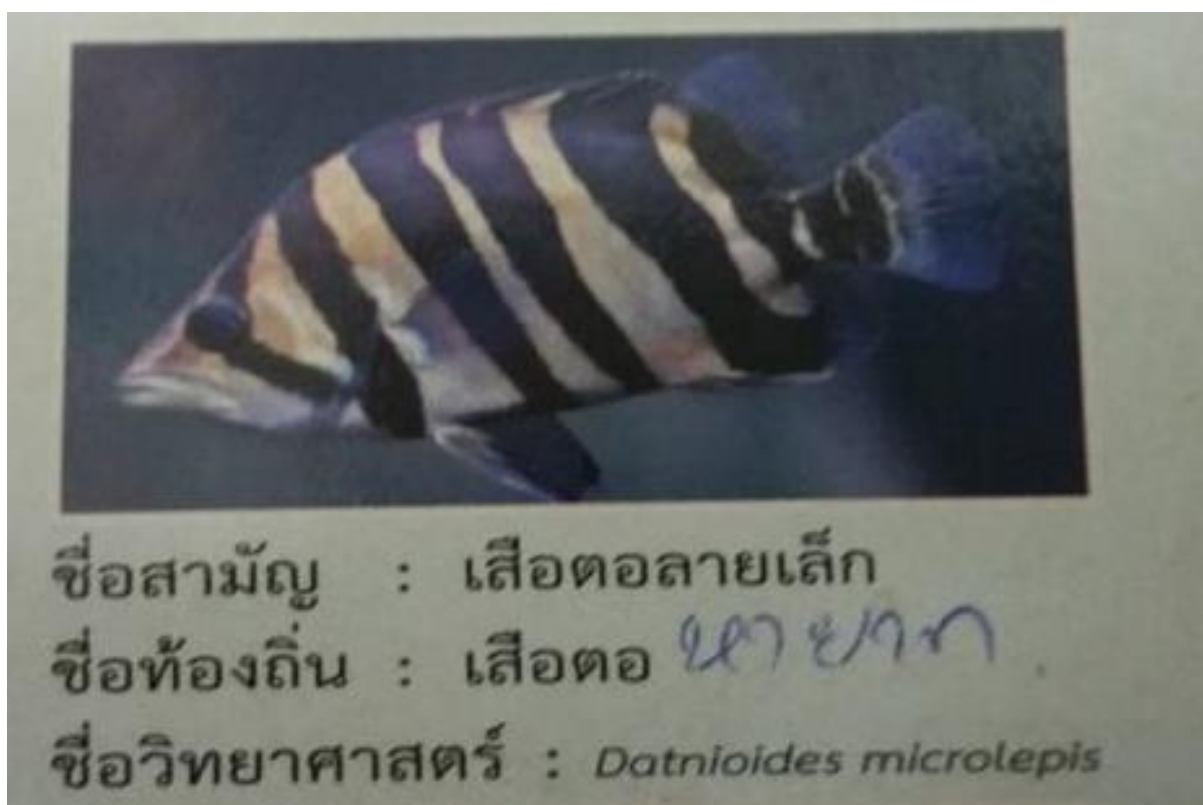 ชื่อสามัญ : เสือตอลายเล็ก
ชื่อท้องถิ่น : เสือตอ หายาก
ชื่อวิทยาศาสตร์ : Datnioides microlepis